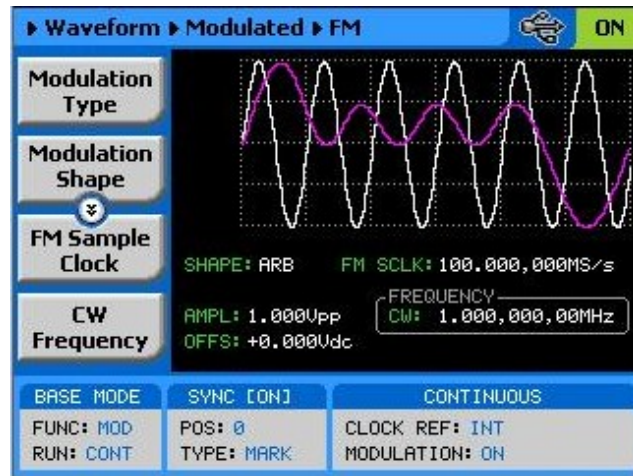 Waveform ▸ Modulated ▸ FM
ON
Modulation Type
Modulation Shape
FM Sample Clock
CW Frequency
SHAPE: ARB FM SCLK: 100.000,000MS/s
FREQUENCY
AMPL: 1.000Vpp CW: 1.000,000,00MHz
OFFS: +0.000Vdc
BASE MODE SYNC [ON] CONTINUOUS
FUNC: MOD POS: 0 CLOCK REF: INT
RUN: CONT TYPE: MARK MODULATION: ON